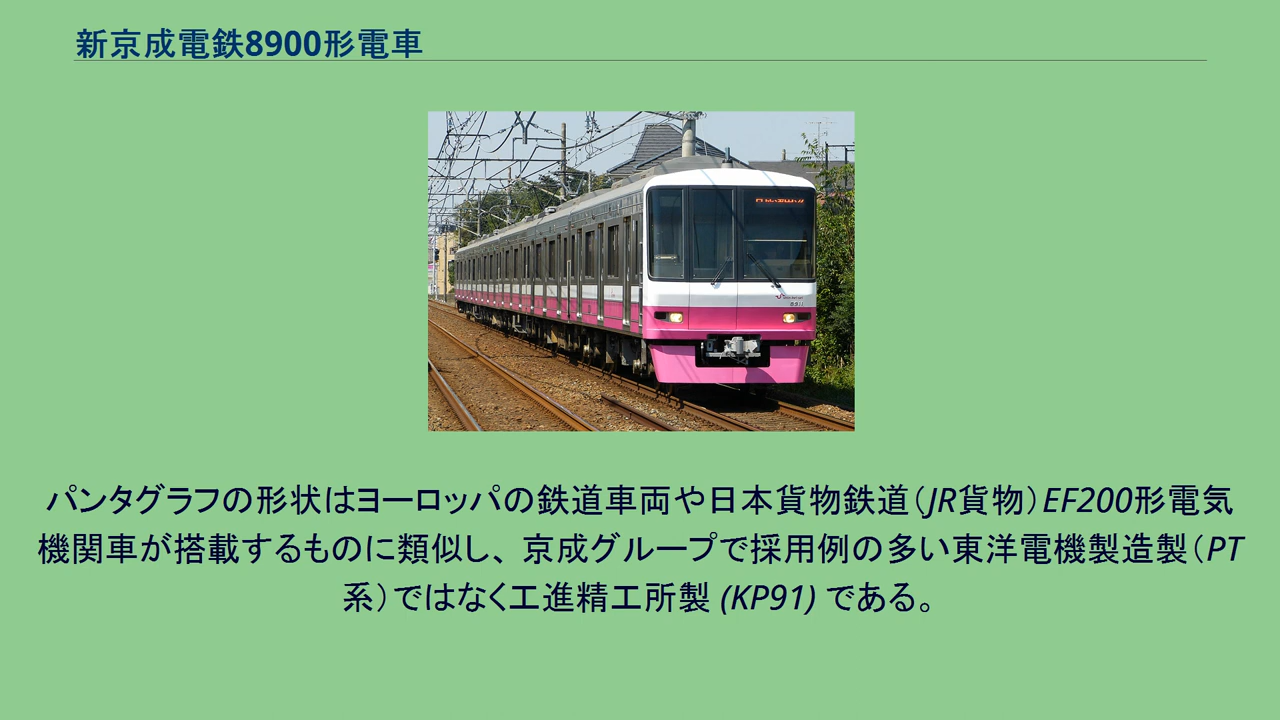 新京成電鉄8900形電車
パンタグラフの形状はヨーロッパの鉄道車両や日本貨物鉄道（JR貨物）EF200形電気
機関車が搭載するものに類似し、京成グループで採用例の多い東洋電機製造製（PT
系）ではなく工進精工所製 (KP91) である。